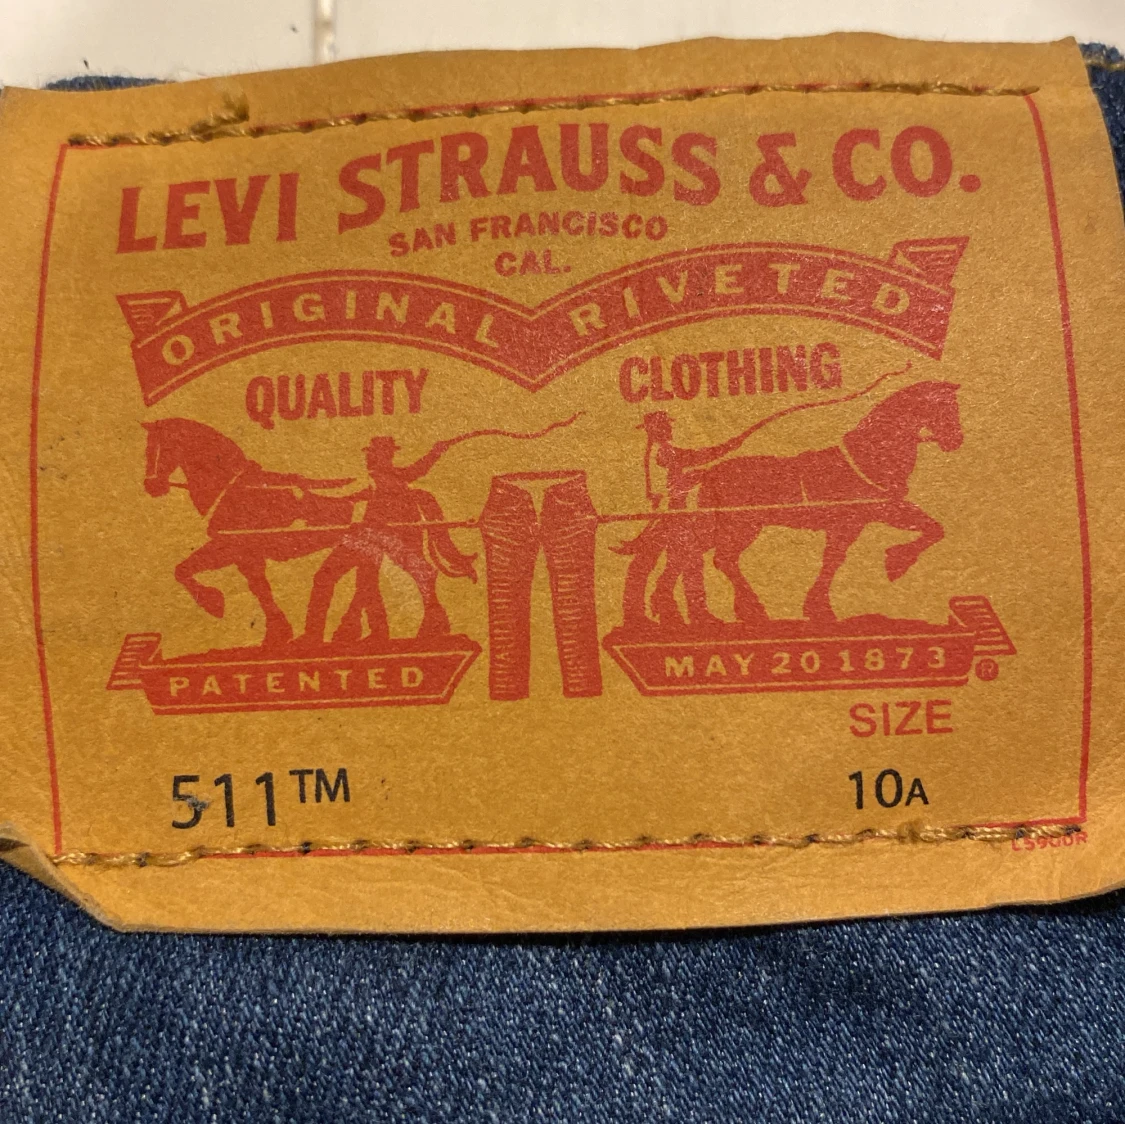 LEVI STRAUSS & CO.
SAN FRANCISCO
CAL.
ORIGINAL RIVETED
QUALITY CLOTHING
PATENTED MAY 20 1873 ®
SIZE
511™ 10A